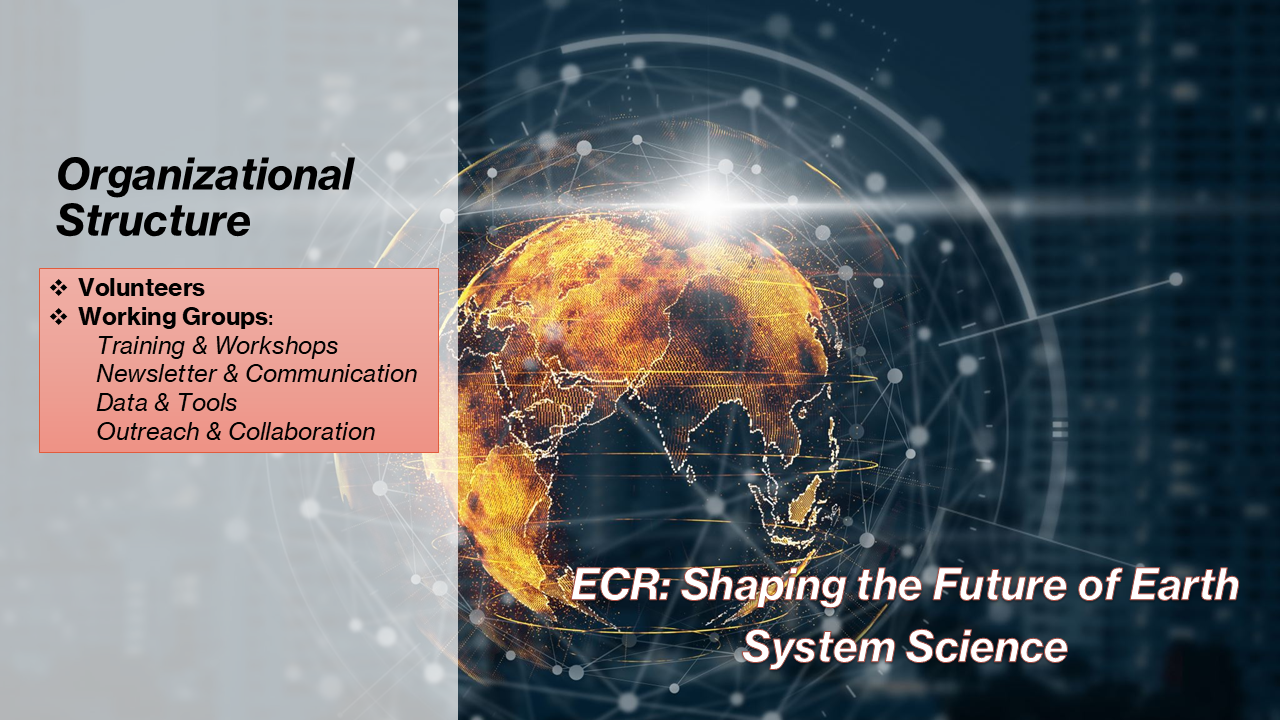 Organizational
Structure
❖ Volunteers
❖ Working Groups:
Training & Workshops
Newsletter & Communication
Data & Tools
Outreach & Collaboration
ECR: Shaping the Future of Earth
System Science